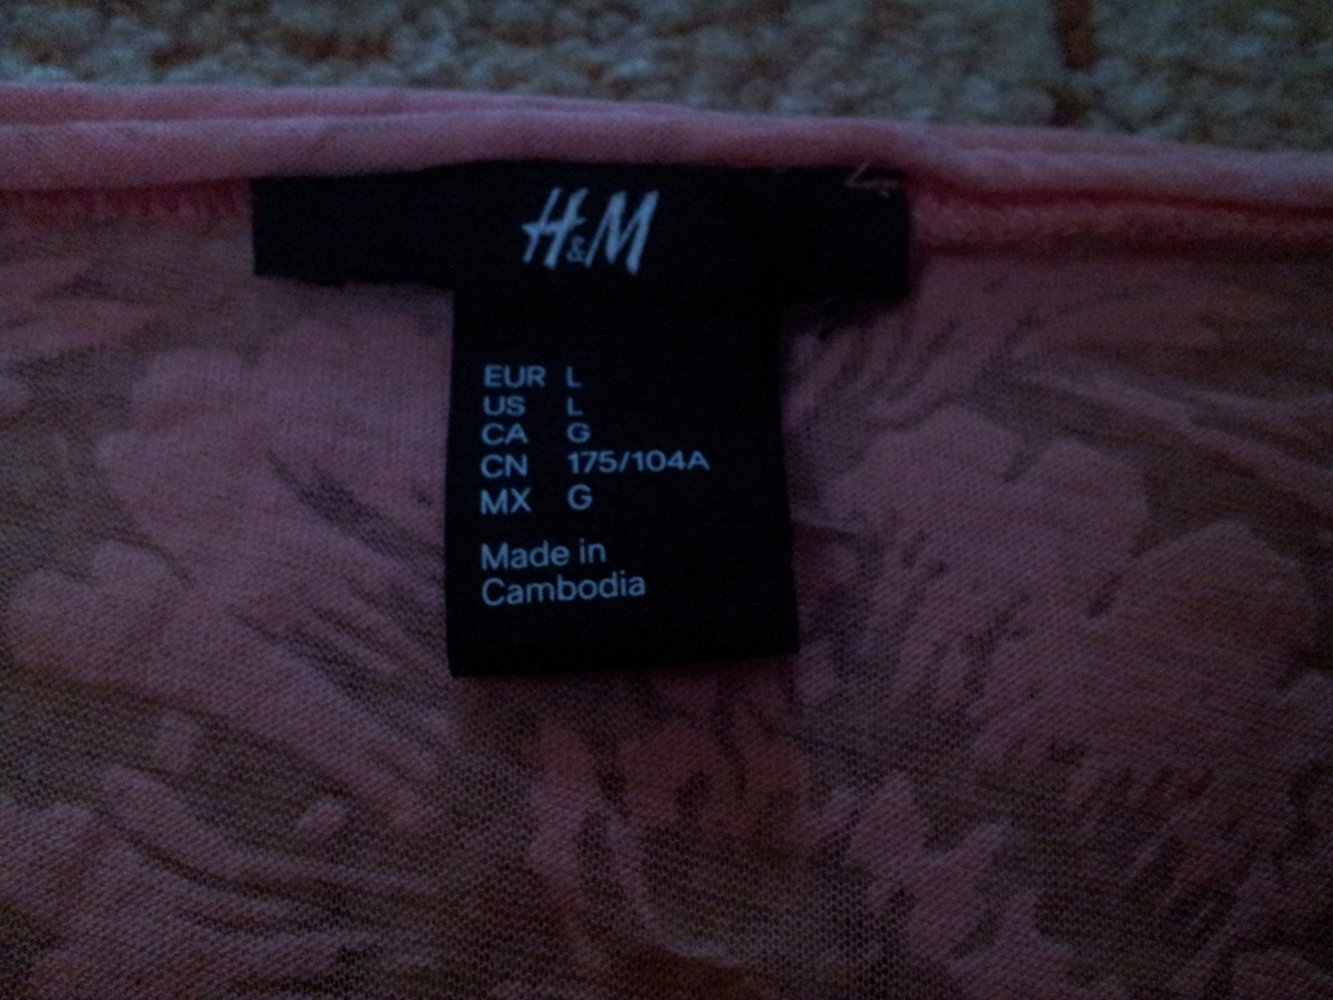 H&M
EUR L
US L
CA G
CN 175/104A
MX G
Made in
Cambodia